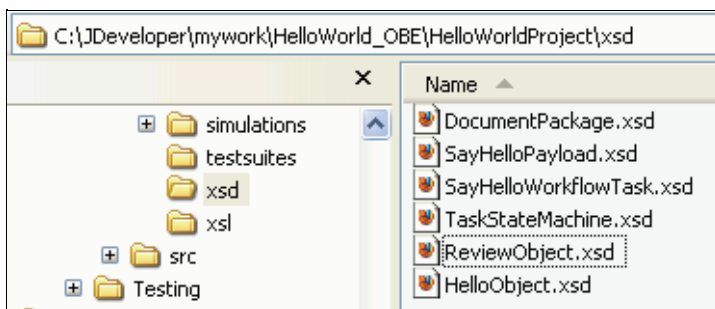 C:\JDeveloper\mywork\HelloWorld_OBE\HelloWorldProject\xsd
x
simulations
testsuites
xsd
xsl
src
Testing
Name
DocumentPackage.xsd
SayHelloPayload.xsd
SayHelloWorkflowTask.xsd
TaskStateMachine.xsd
ReviewObject.xsd
HelloObject.xsd